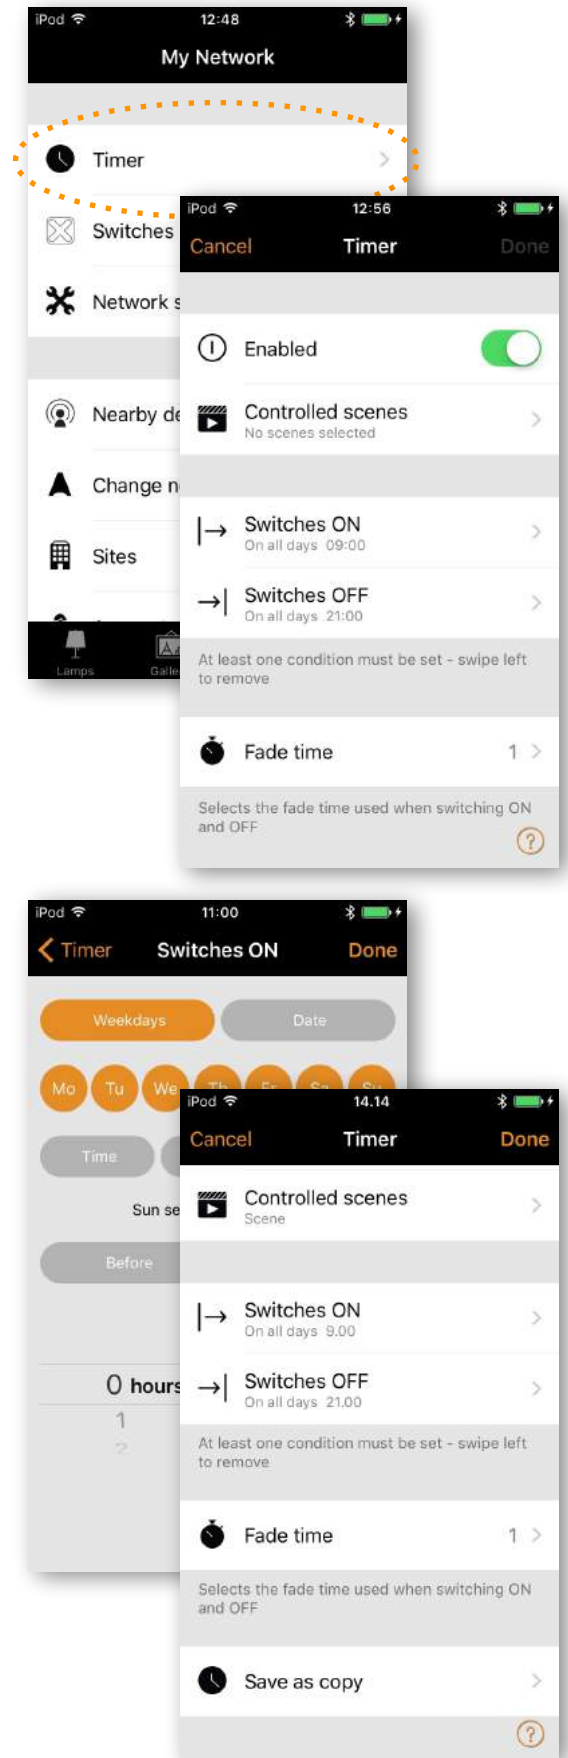 iPod 12:48
My Network
Timer
Switches
Network s
Nearby de
Change n
Sites
Lamps
Galle
iPod 12:56
Cancel Timer Done
Enabled
Controlled scenes
No scenes selected
Switches ON
On all days 09:00
Switches OFF
On all days 21:00
At least one condition must be set - swipe left
to remove
Fade time 1
Selects the fade time used when switching ON
and OFF
?
iPod 11:00
Timer Switches ON Done
Weekdays Date
Mo Tu We Th Fr Sa Su
Time
Sun se
Before
0 hours
1
2
iPod 14.14
Cancel Timer Done
Controlled scenes
Scene
Switches ON
On all days 9.00
Switches OFF
On all days 21.00
At least one condition must be set - swipe left
to remove
Fade time 1
Selects the fade time used when switching ON
and OFF
Save as copy
?